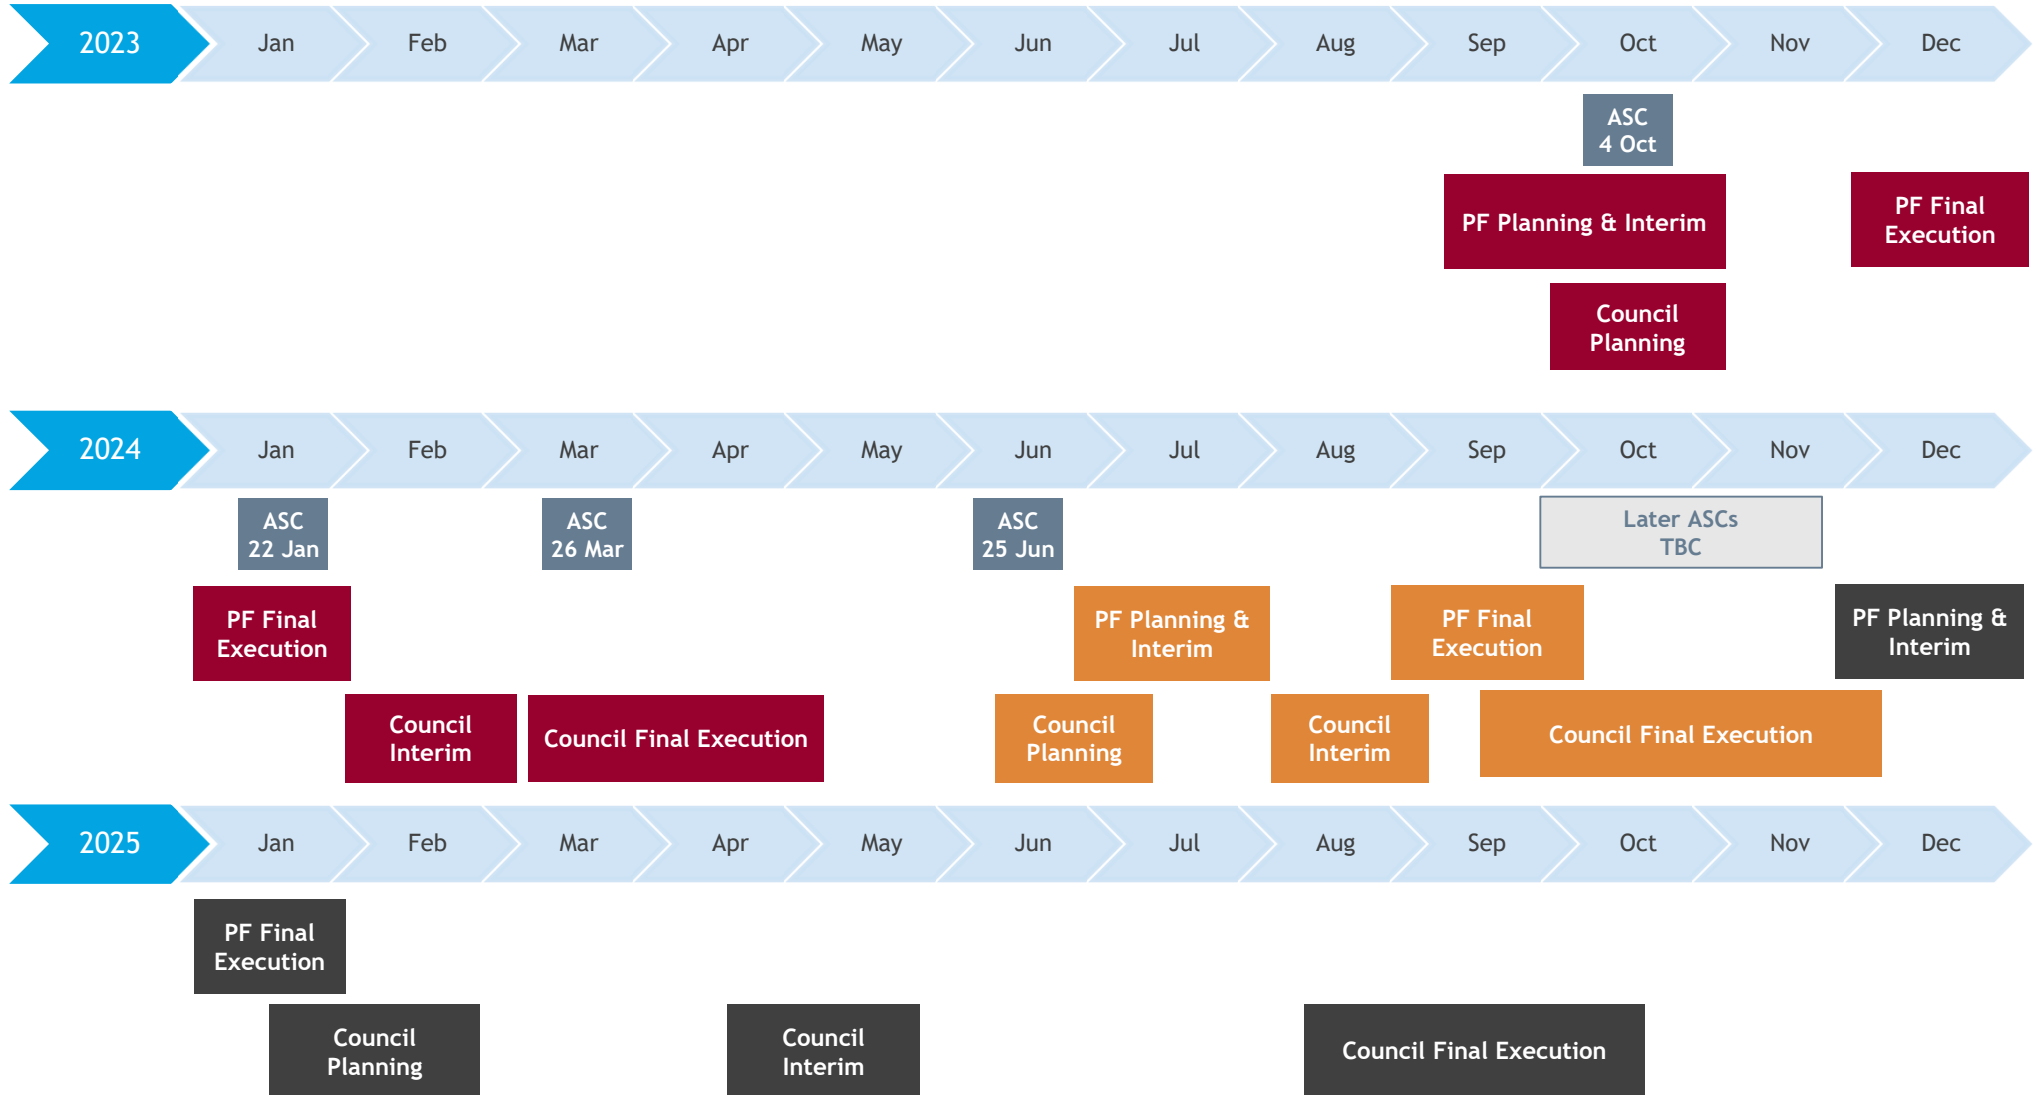 2023 Jan Feb Mar Apr May Jun Jul Aug Sep Oct Nov Dec
ASC
4 Oct
PF Planning & Interim
PF Final
Execution
Council
Planning
2024 Jan Feb Mar Apr May Jun Jul Aug Sep Oct Nov Dec
ASC
22 Jan
ASC
26 Mar
ASC
25 Jun
Later ASCs
TBC
PF Final
Execution
PF Planning &
Interim
PF Final
Execution
PF Planning &
Interim
Council
Interim
Council Final Execution
Council
Planning
Council
Interim
Council Final Execution
2025 Jan Feb Mar Apr May Jun Jul Aug Sep Oct Nov Dec
PF Final
Execution
Council
Planning
Council
Interim
Council Final Execution